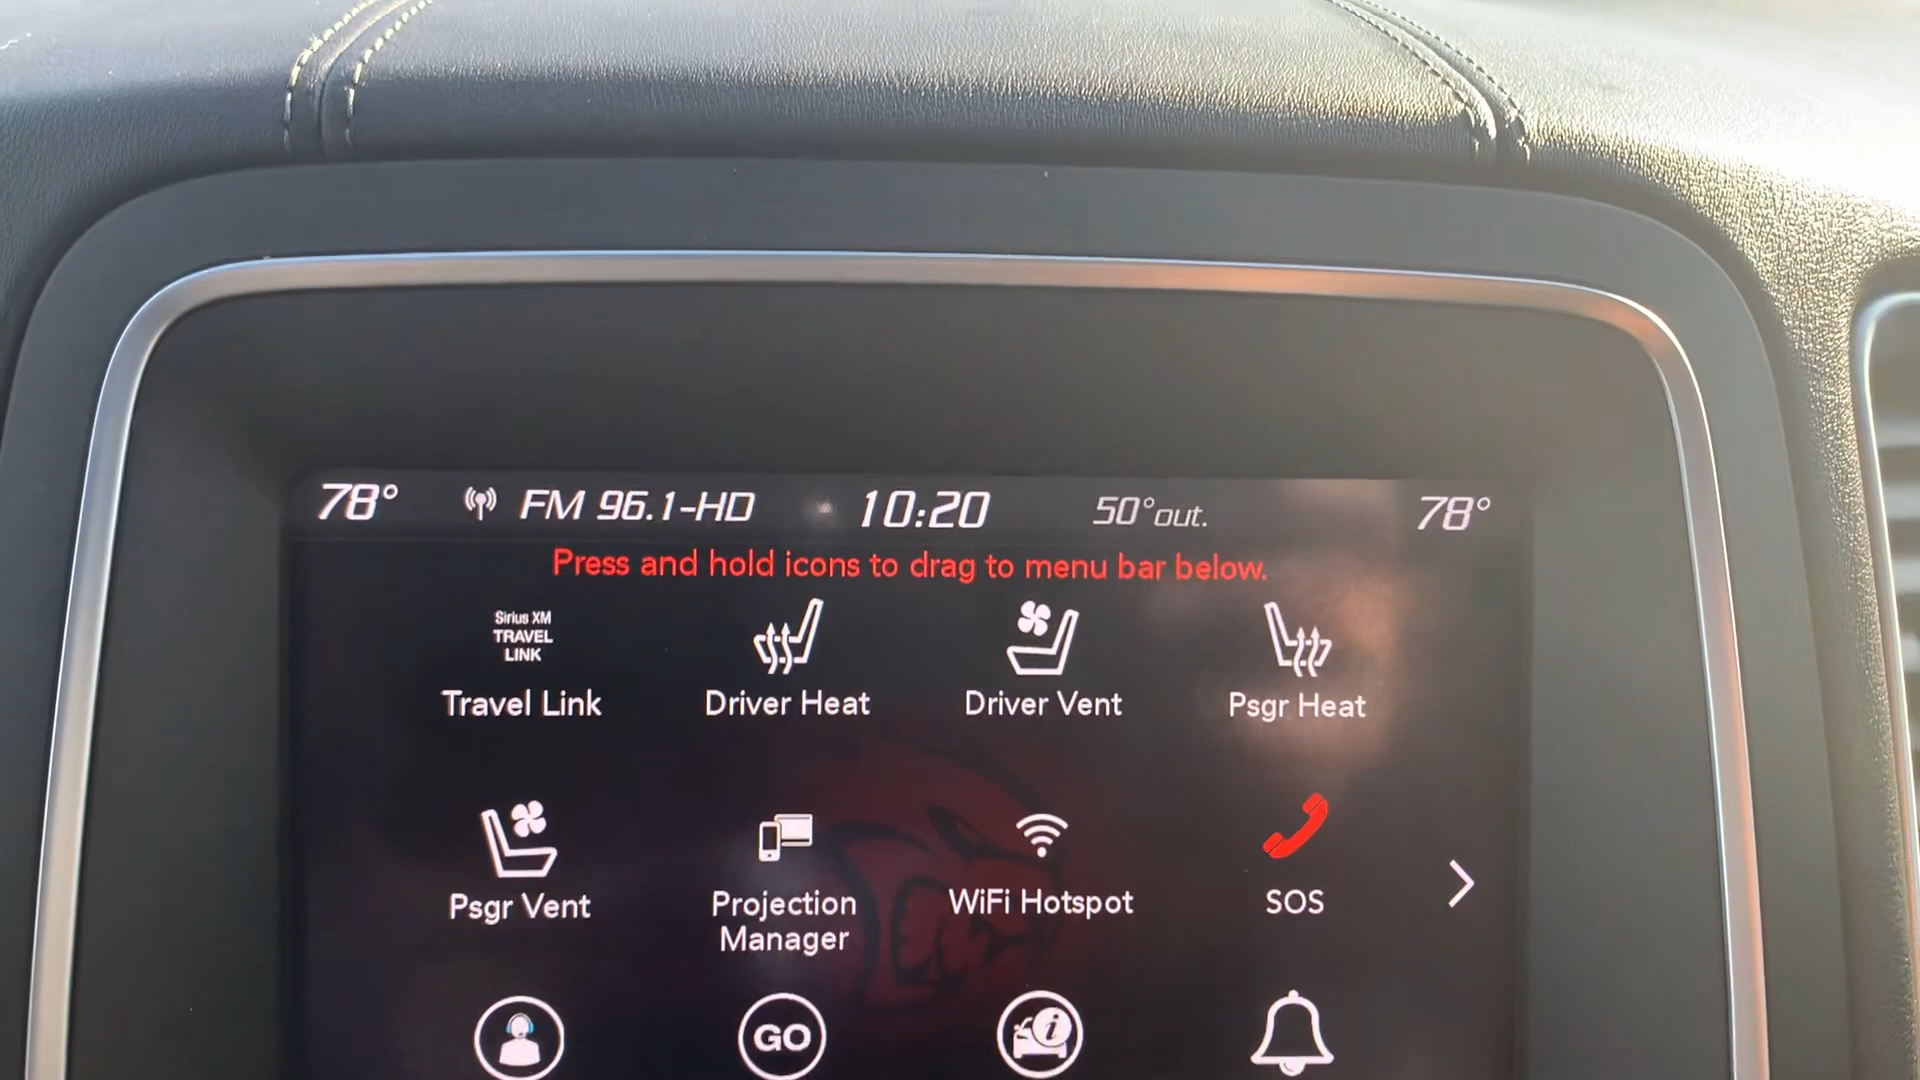 78° FM 96.1-HD 10:20 50°out. 78°
Press and hold icons to drag to menu bar below.
Sirius XM
TRAVEL
LINK
Travel Link
Driver Heat
Driver Vent
Psgr Heat
Psgr Vent
Projection
Manager
WiFi Hotspot
SOS
GO
i